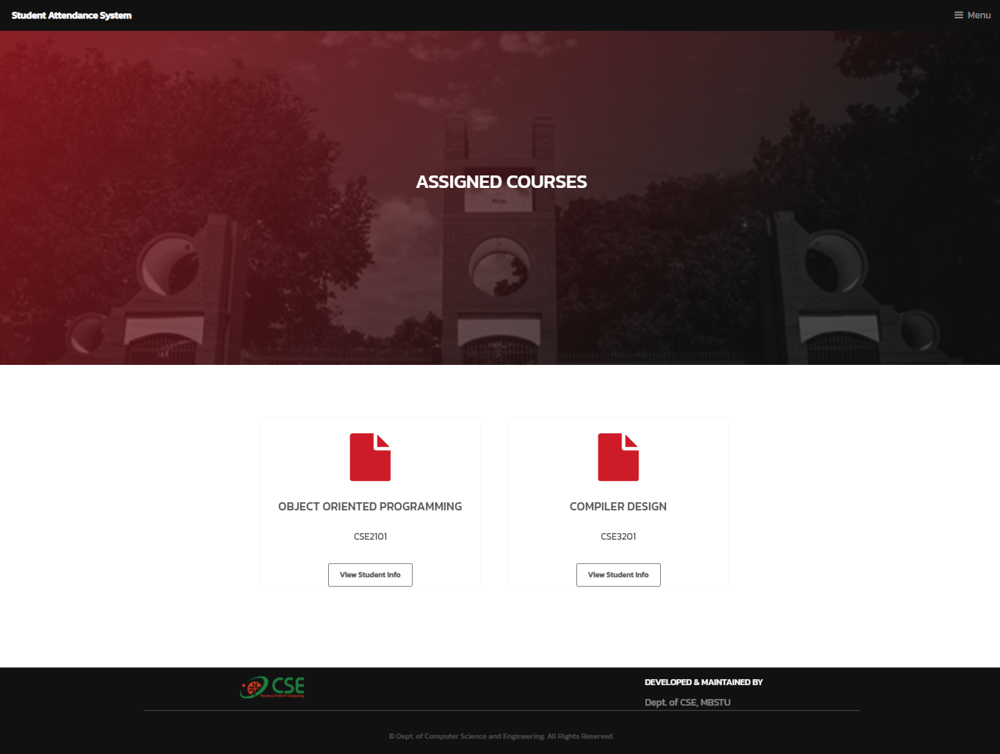 Student Attendance System
Menu
ASSIGNED COURSES
OBJECT ORIENTED PROGRAMMING
CSE2101
View Student Info
COMPILER DESIGN
CSE3201
View Student Info
CSE
DEVELOPED & MAINTAINED BY
Dept. of CSE, MBSTU
© Dept. of Computer Science and Engineering. All Rights Reserved.